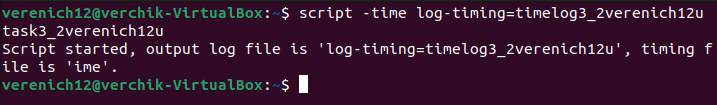 verenich12@verchik-VirtualBox:~$ script -time log-timing=timelog3_2verenich12u
task3_2verenich12u
Script started, output log file is 'log-timing=timelog3_2verenich12u', timing f
ile is 'ime'.
verenich12@verchik-VirtualBox:~$